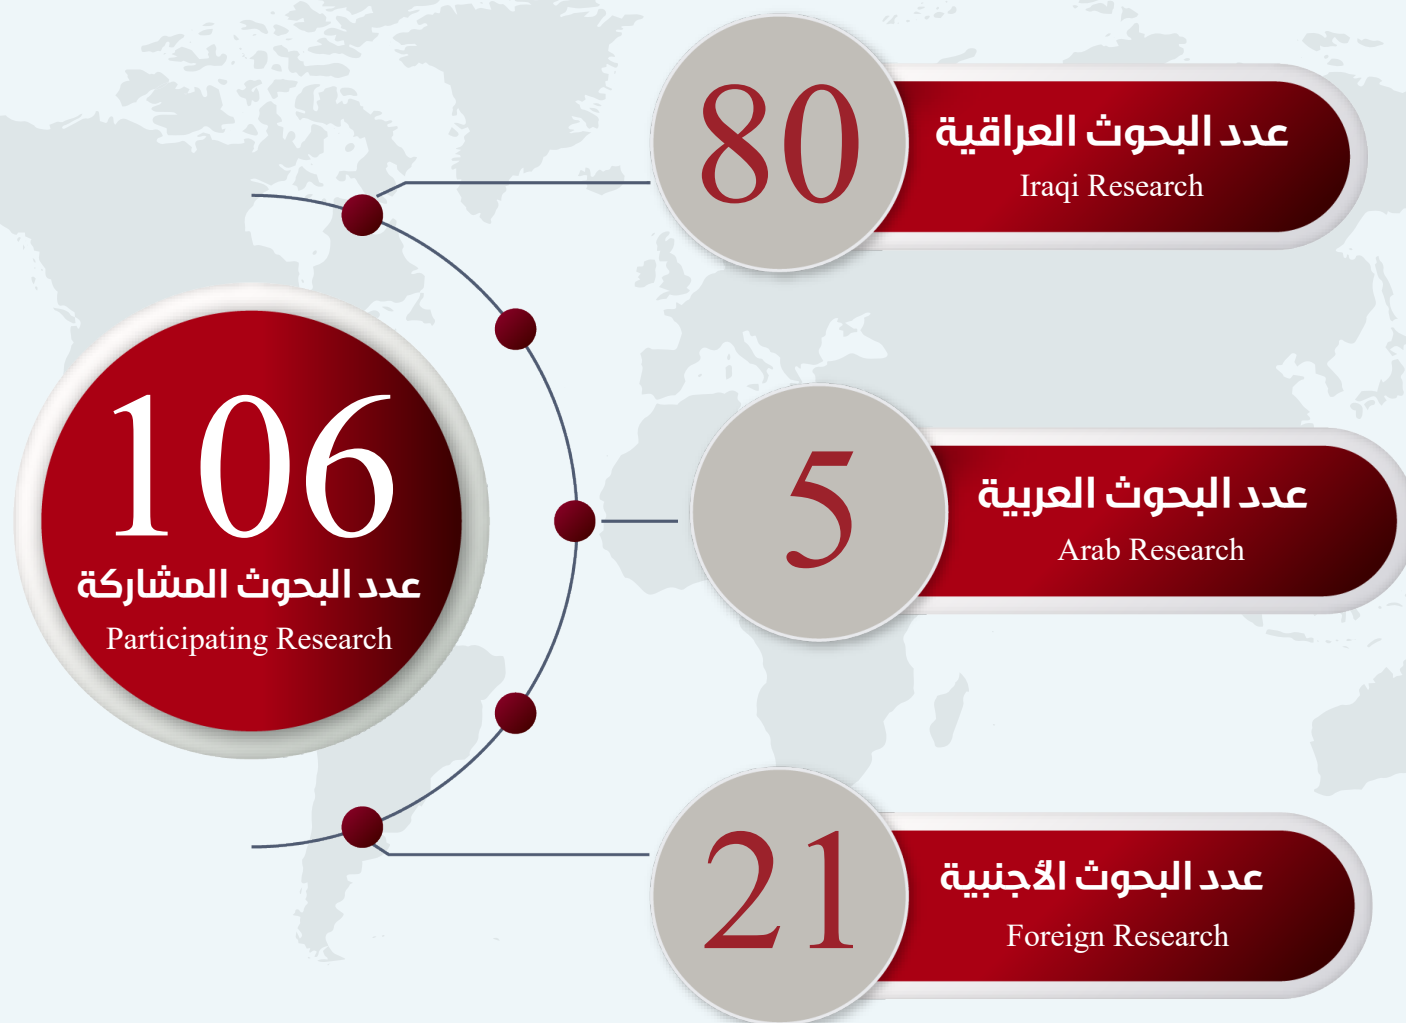 106
عدد البحوث المشاركة
Participating Research
80
عدد البحوث العراقية
Iraqi Research
5
عدد البحوث العربية
Arab Research
21
عدد البحوث الأجنبية
Foreign Research